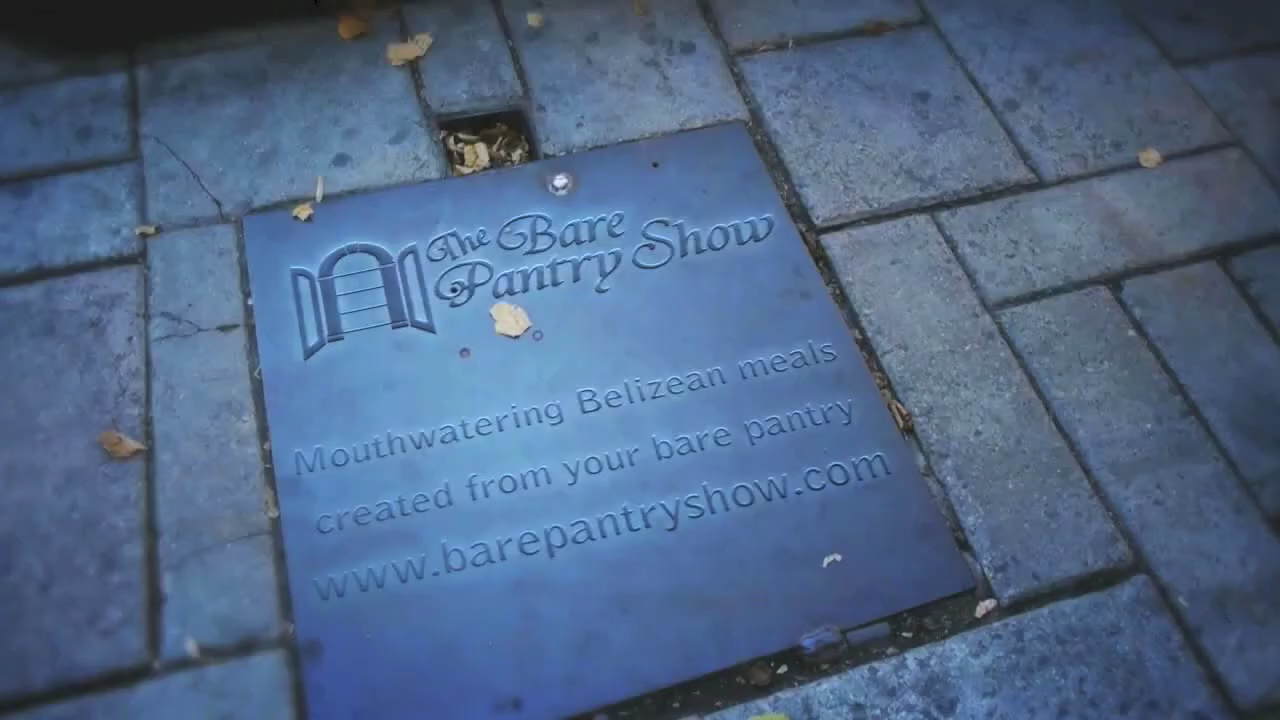 The Bare
Pantry Show
Mouthwatering Belizean meals
created from your bare pantry
www.barepantryshow.com